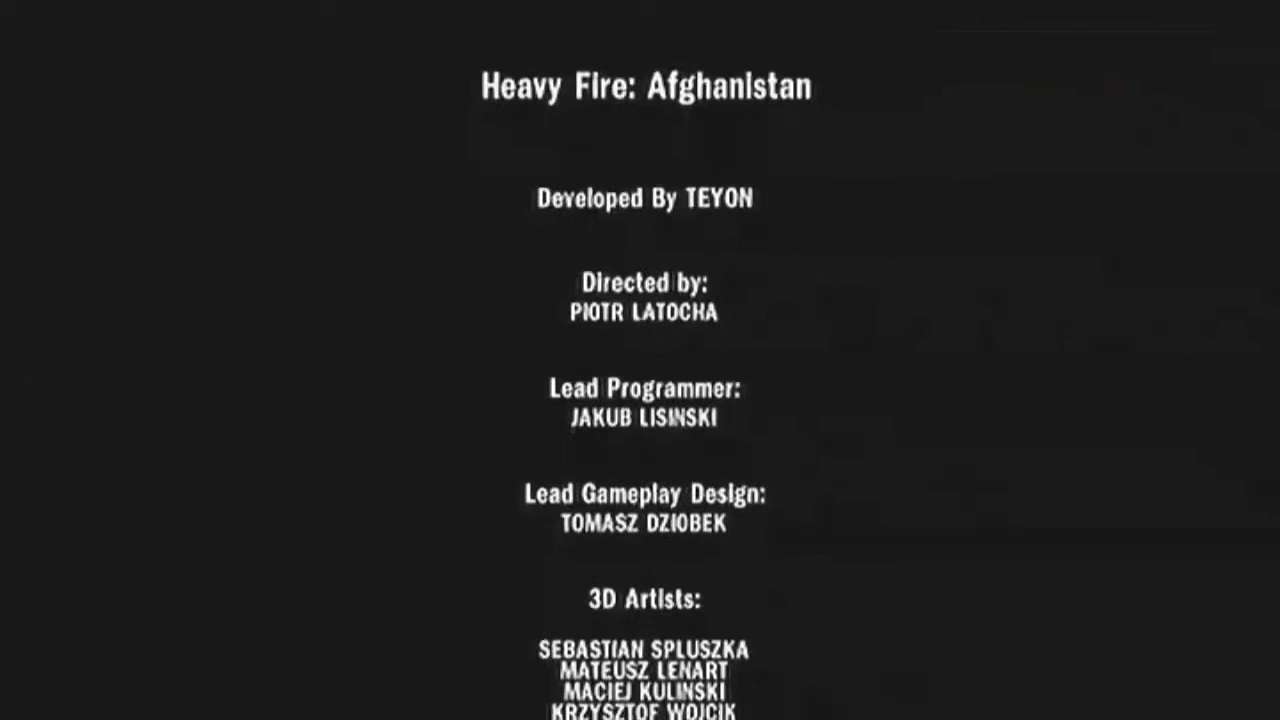 Heavy Fire: Afghanistan
Developed By TEYON
Directed by:
PIOTR LATOCHA
Lead Programmer:
JAKUB LISINSKI
Lead Gameplay Design:
TOMASZ DZIOBEK
3D Artists:
SEBASTIAN SPLUSZKA
MATEUSZ LENART
MACIEJ KULINSKI
KRZYSZTOF WOJCIK